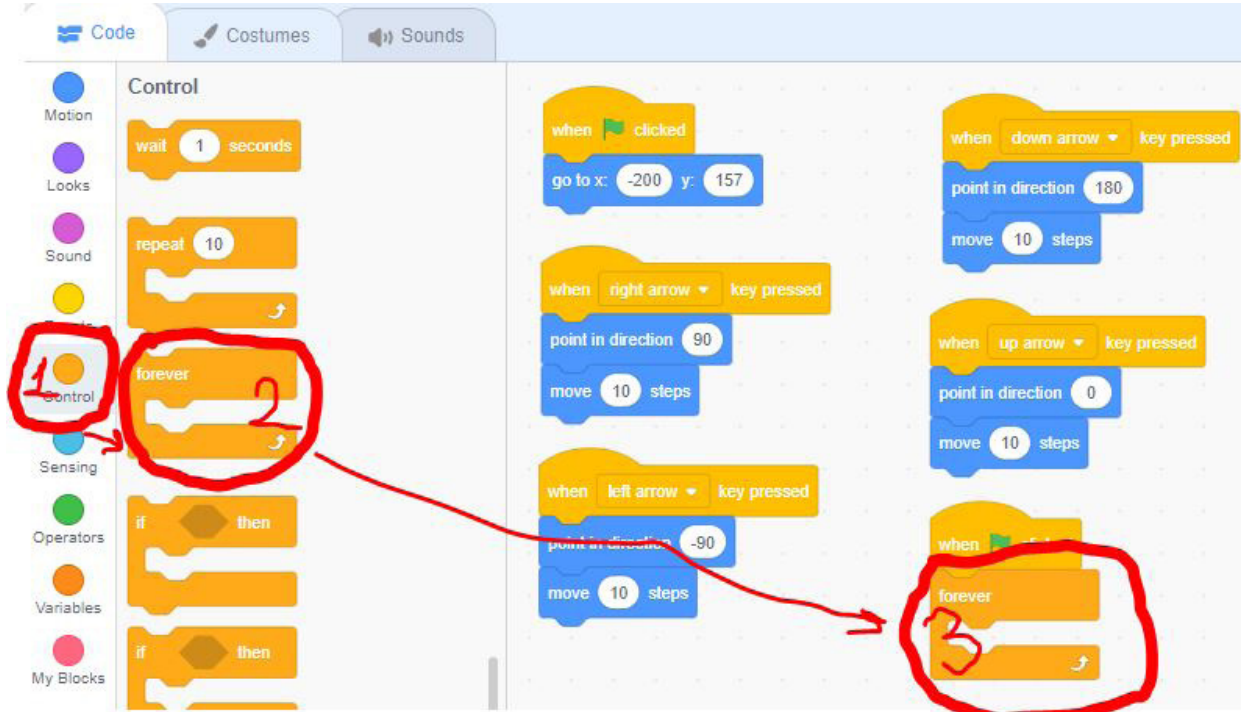 Code
Costumes
Sounds
Motion
Looks
Sound
Control
Sensing
Operators
Variables
My Blocks
Control
wait 1 seconds
repeat 10
forever
if then
if then
when clicked
go to x: -200 y: 157
when right arrow key pressed
point in direction 90
move 10 steps
when left arrow key pressed
point in direction -90
move 10 steps
when down arrow key pressed
point in direction 180
move 10 steps
when up arrow key pressed
point in direction 0
move 10 steps
when
forever
1
2
3